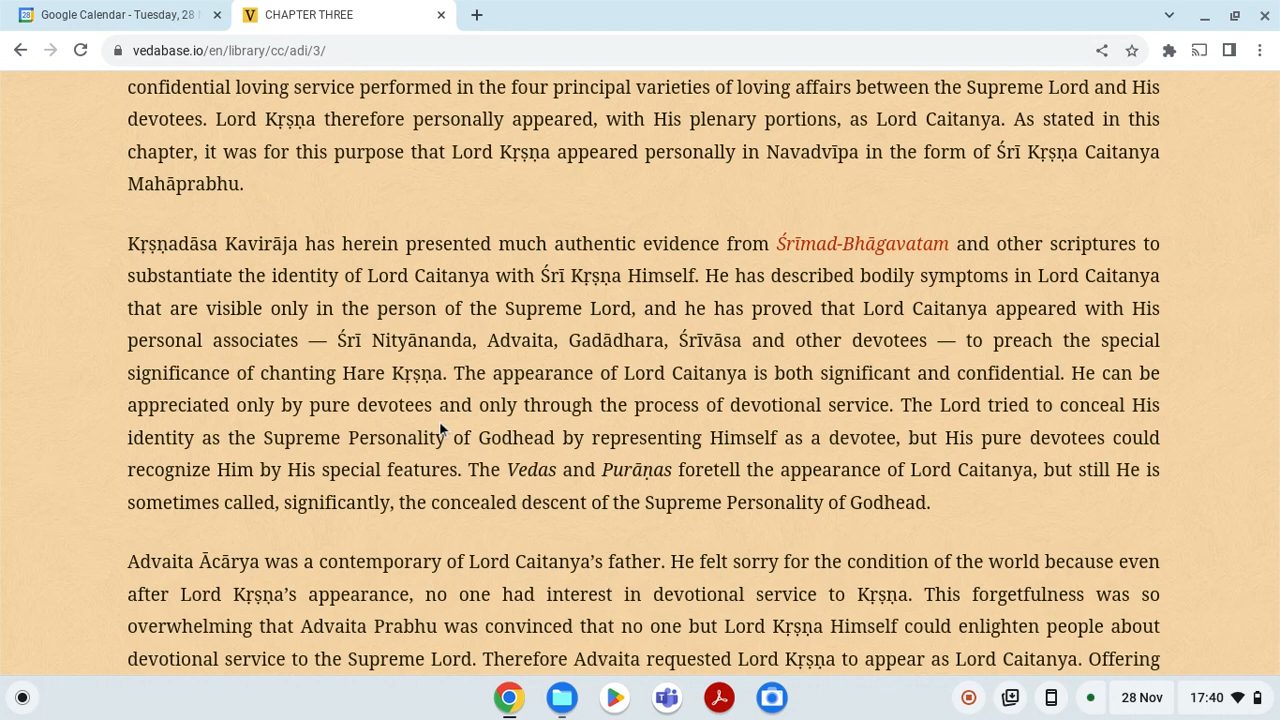 Google Calendar - Tuesday, 28
CHAPTER THREE
vedabase.io/en/library/cc/adi/3/
confidential loving service performed in the four principal varieties of loving affairs between the Supreme Lord and His
devotees. Lord Kṛṣṇa therefore personally appeared, with His plenary portions, as Lord Caitanya. As stated in this
chapter, it was for this purpose that Lord Kṛṣṇa appeared personally in Navadvīpa in the form of Śrī Kṛṣṇa Caitanya
Mahāprabhu.
Kṛṣṇadāsa Kavirāja has herein presented much authentic evidence from Śrīmad-Bhāgavatam and other scriptures to
substantiate the identity of Lord Caitanya with Śrī Kṛṣṇa Himself. He has described bodily symptoms in Lord Caitanya
that are visible only in the person of the Supreme Lord, and he has proved that Lord Caitanya appeared with His
personal associates — Śrī Nityānanda, Advaita, Gadādhara, Śrīvāsa and other devotees — to preach the special
significance of chanting Hare Kṛṣṇa. The appearance of Lord Caitanya is both significant and confidential. He can be
appreciated only by pure devotees and only through the process of devotional service. The Lord tried to conceal His
identity as the Supreme Personality of Godhead by representing Himself as a devotee, but His pure devotees could
recognize Him by His special features. The Vedas and Purāṇas foretell the appearance of Lord Caitanya, but still He is
sometimes called, significantly, the concealed descent of the Supreme Personality of Godhead.
Advaita Ācārya was a contemporary of Lord Caitanya’s father. He felt sorry for the condition of the world because even
after Lord Kṛṣṇa’s appearance, no one had interest in devotional service to Kṛṣṇa. This forgetfulness was so
overwhelming that Advaita Prabhu was convinced that no one but Lord Kṛṣṇa Himself could enlighten people about
devotional service to the Supreme Lord. Therefore Advaita requested Lord Kṛṣṇa to appear as Lord Caitanya. Offering
28 Nov
17:40